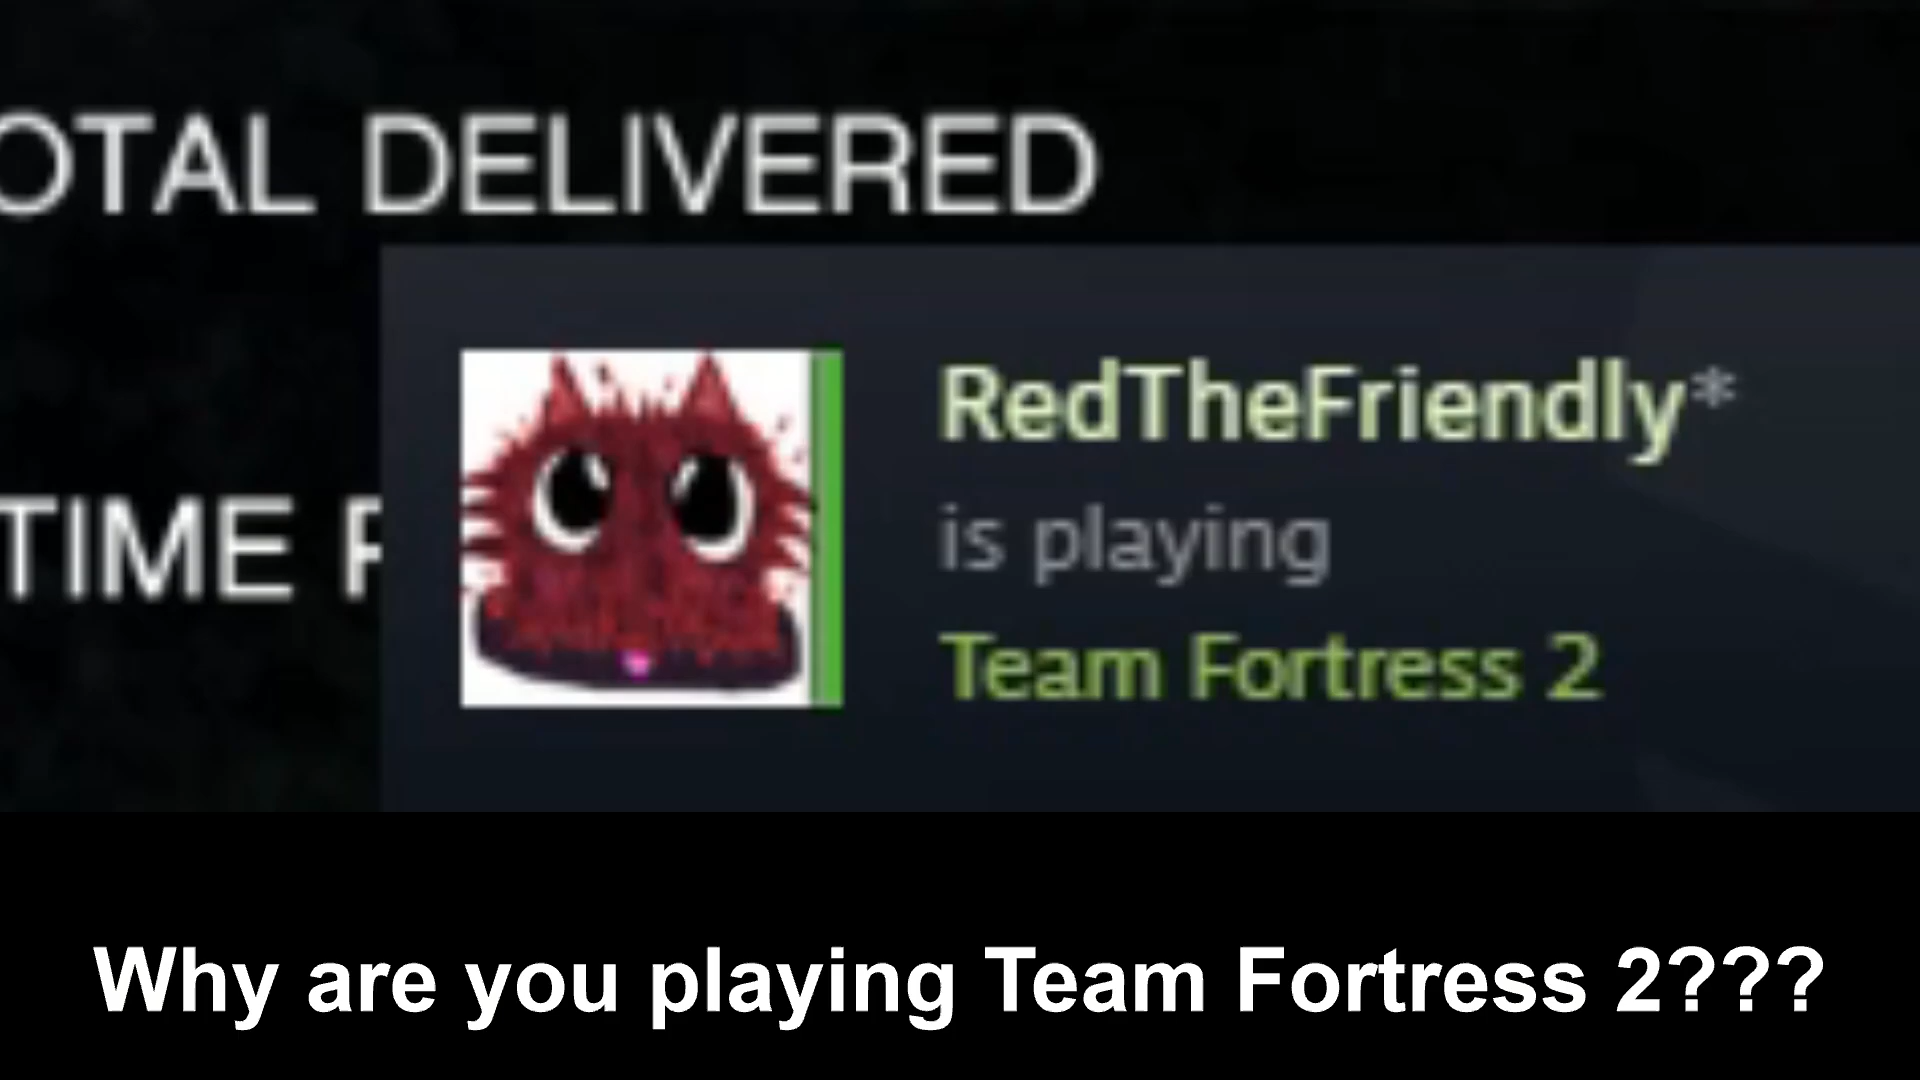 OTAL DELIVERED
RedTheFriendly*
TIME
is playing
Team Fortress 2
Why are you playing Team Fortress 2???